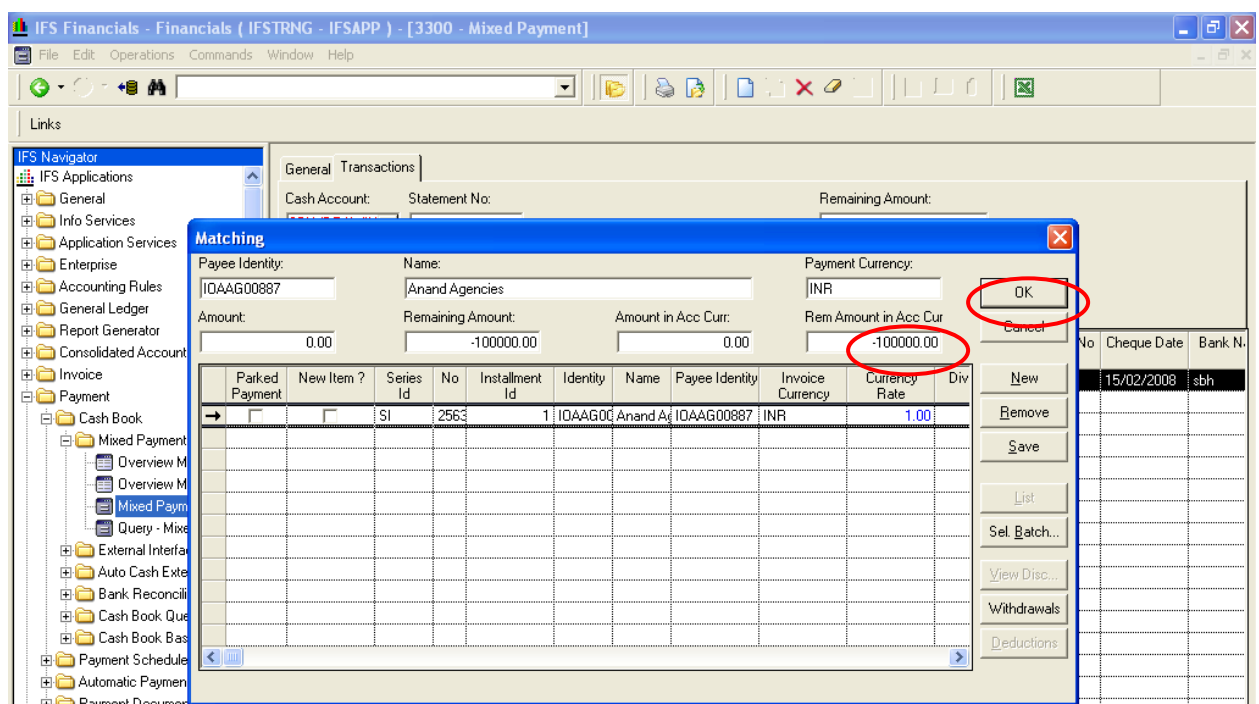 IFS Financials - Financials ( IFSTRNG - IFSAPP ) - [3300 - Mixed Payment]
File Edit Operations Commands Window Help
Links
IFS Navigator
IFS Applications
General
Info Services
Application Services
Enterprise
Accounting Rules
General Ledger
Report Generator
Consolidated Account
Invoice
Payment
Cash Book
Mixed Payment
Overview M
Overview M
Mixed Paym
Query - Mixe
External Interfa
Auto Cash Exte
Bank Reconcili
Cash Book Que
Cash Book Bas
Payment Schedule
Automatic Paymen
Payment Documen
General Transactions
Cash Account: Statement No: Remaining Amount:
No Cheque Date Bank N
15/02/2008 sbh
Matching
Payee Identity: Name: Payment Currency:
IOAAG00887 Anand Agencies INR
Amount: Remaining Amount: Amount in Acc Curr: Rem Amount in Acc Cur
0.00 -100000.00 0.00 -100000.00
Parked Payment New Item ? Series Id No Installment Id Identity Name Payee Identity Invoice Currency Currency Rate Div
SI 2563 1 IOAAG0 Anand A IOAAG00887 INR 1.00
OK
Cancel
New
Remove
Save
List
Sel. Batch...
View Disc...
Withdrawals
Deductions